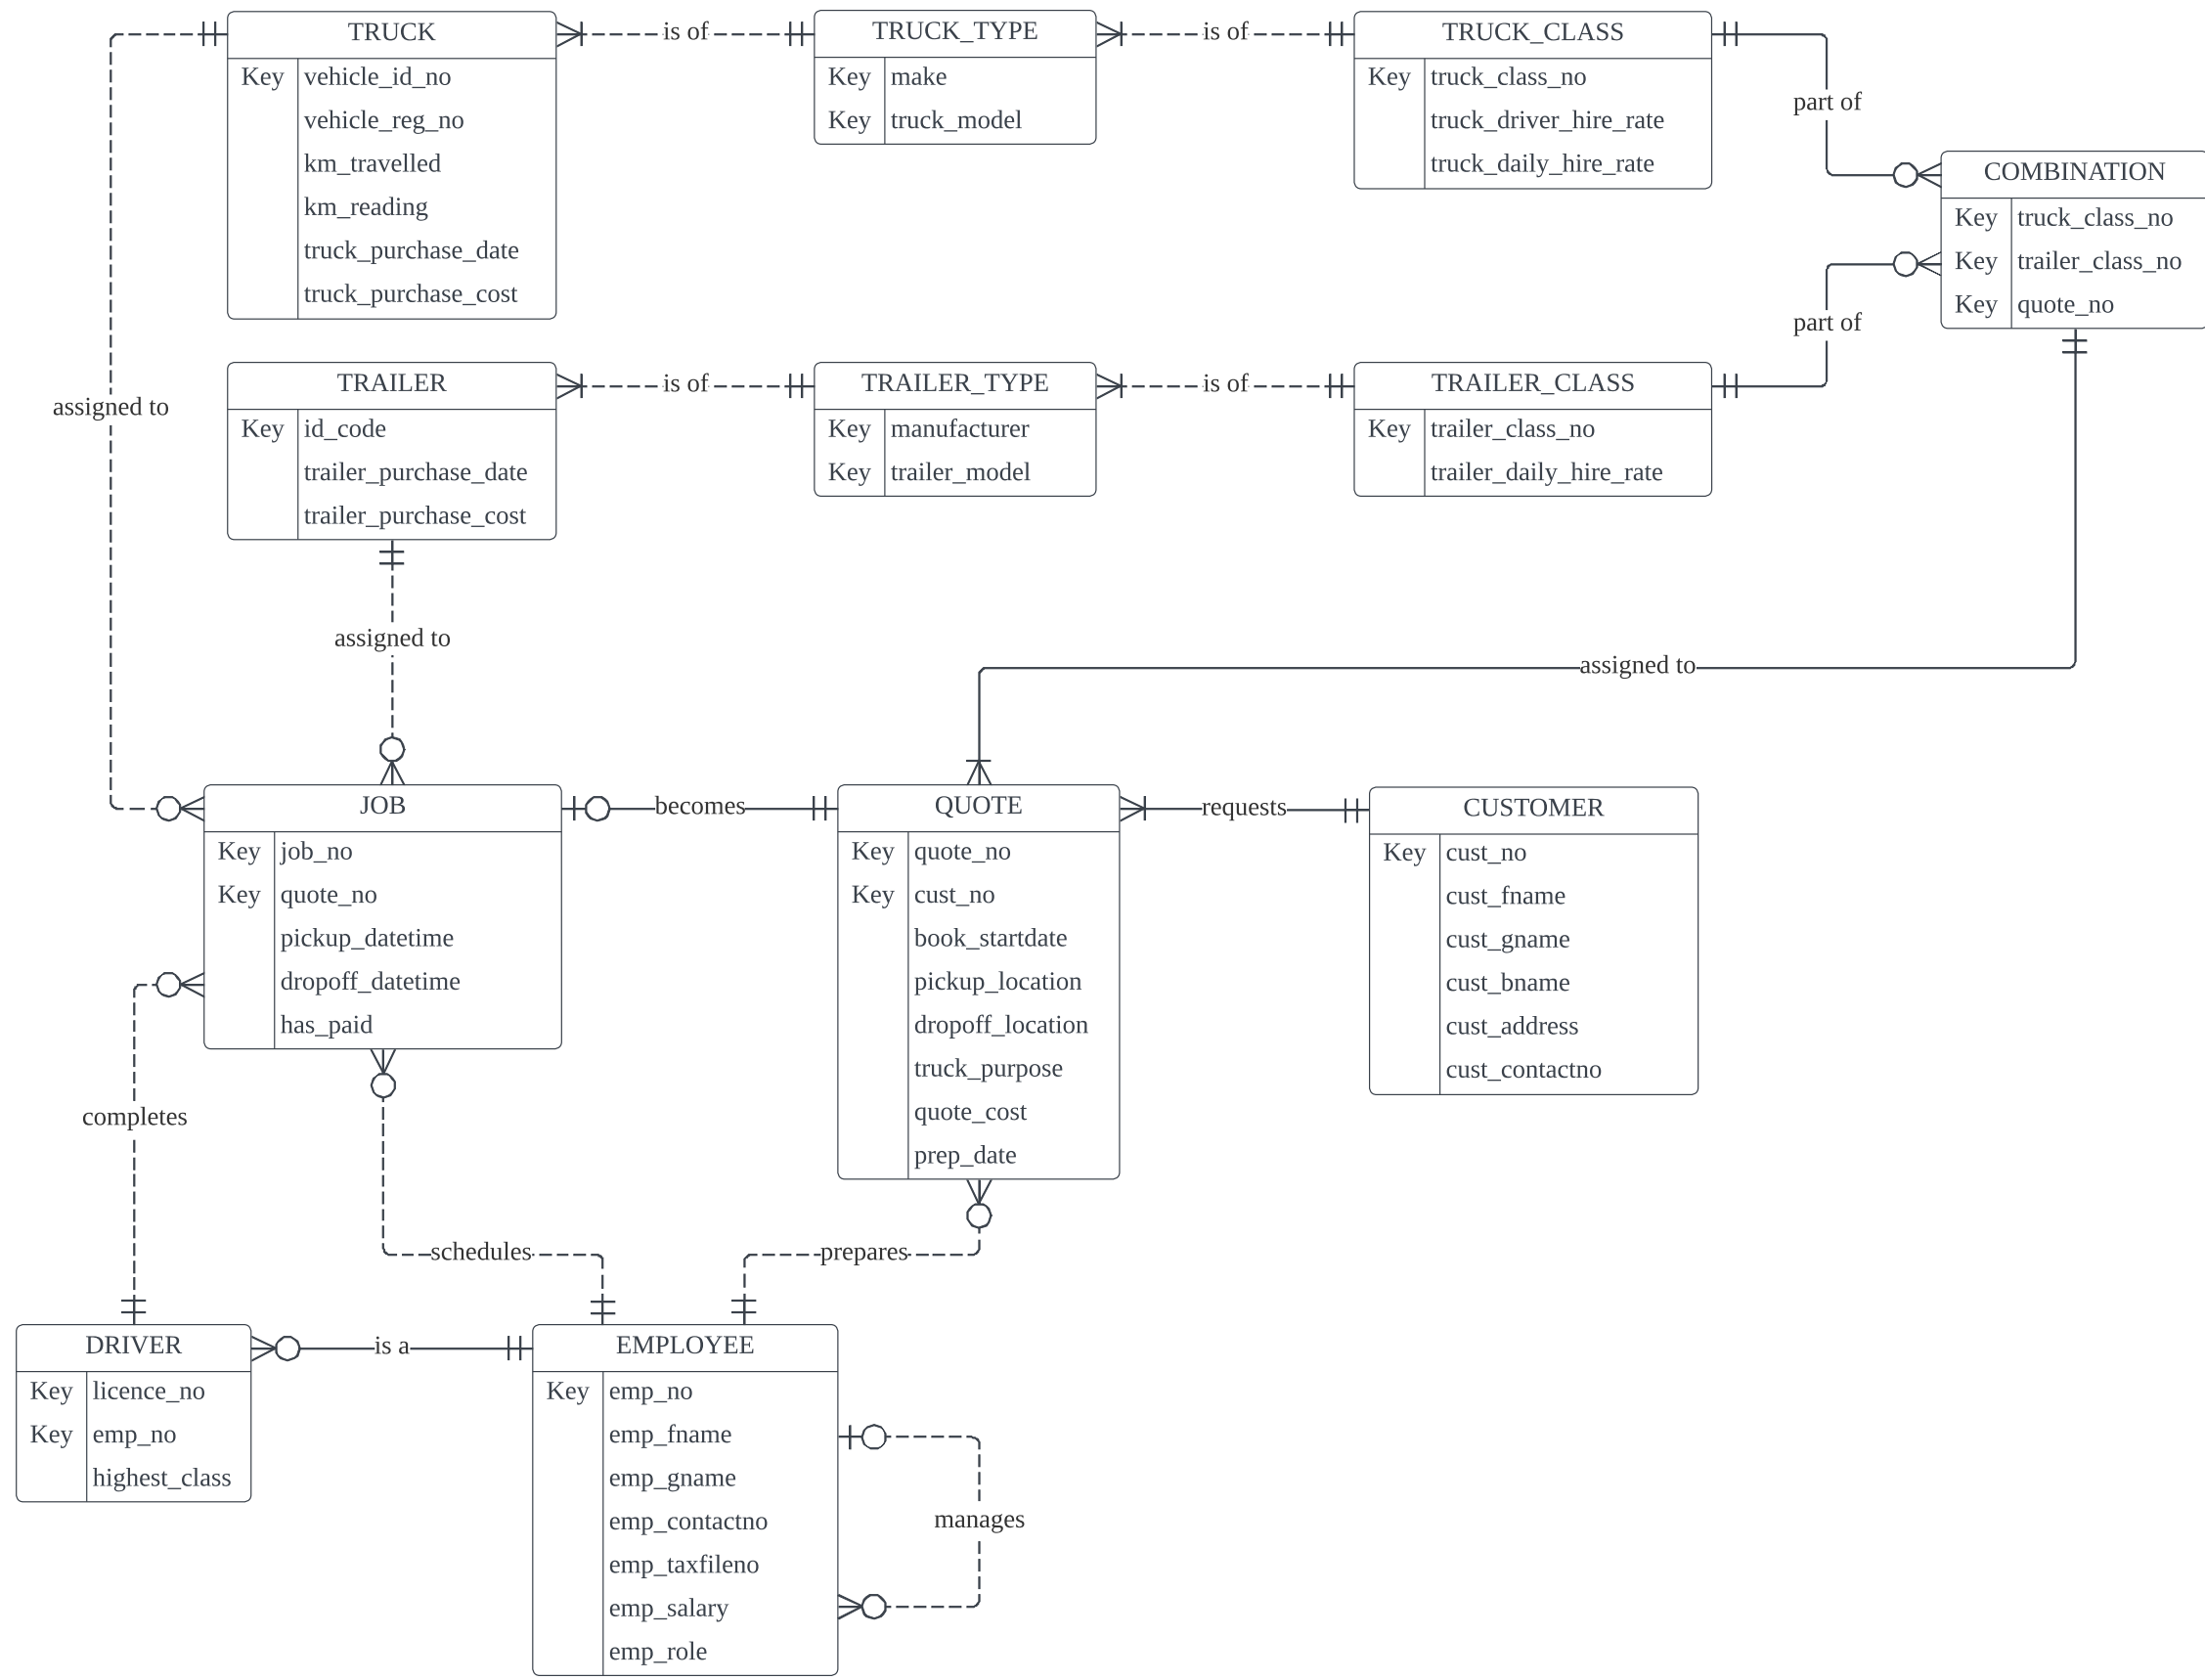 TRUCK
Key vehicle_id_no
vehicle_reg_no
km_travelled
km_reading
truck_purchase_date
truck_purchase_cost
is of
TRUCK_TYPE
Key make
Key truck_model
is of
TRUCK_CLASS
Key truck_class_no
truck_driver_hire_rate
truck_daily_hire_rate
part of
COMBINATION
Key truck_class_no
Key trailer_class_no
Key quote_no
part of
assigned to
TRAILER
Key id_code
trailer_purchase_date
trailer_purchase_cost
is of
TRAILER_TYPE
Key manufacturer
Key trailer_model
is of
TRAILER_CLASS
Key trailer_class_no
trailer_daily_hire_rate
assigned to
assigned to
JOB
Key job_no
Key quote_no
pickup_datetime
dropoff_datetime
has_paid
becomes
QUOTE
Key quote_no
Key cust_no
book_startdate
pickup_location
dropoff_location
truck_purpose
quote_cost
prep_date
requests
CUSTOMER
Key cust_no
cust_fname
cust_gname
cust_bname
cust_address
cust_contactno
completes
schedules
prepares
DRIVER
Key licence_no
Key emp_no
highest_class
is a
EMPLOYEE
Key emp_no
emp_fname
emp_gname
emp_contactno
emp_taxfileno
emp_salary
emp_role
manages